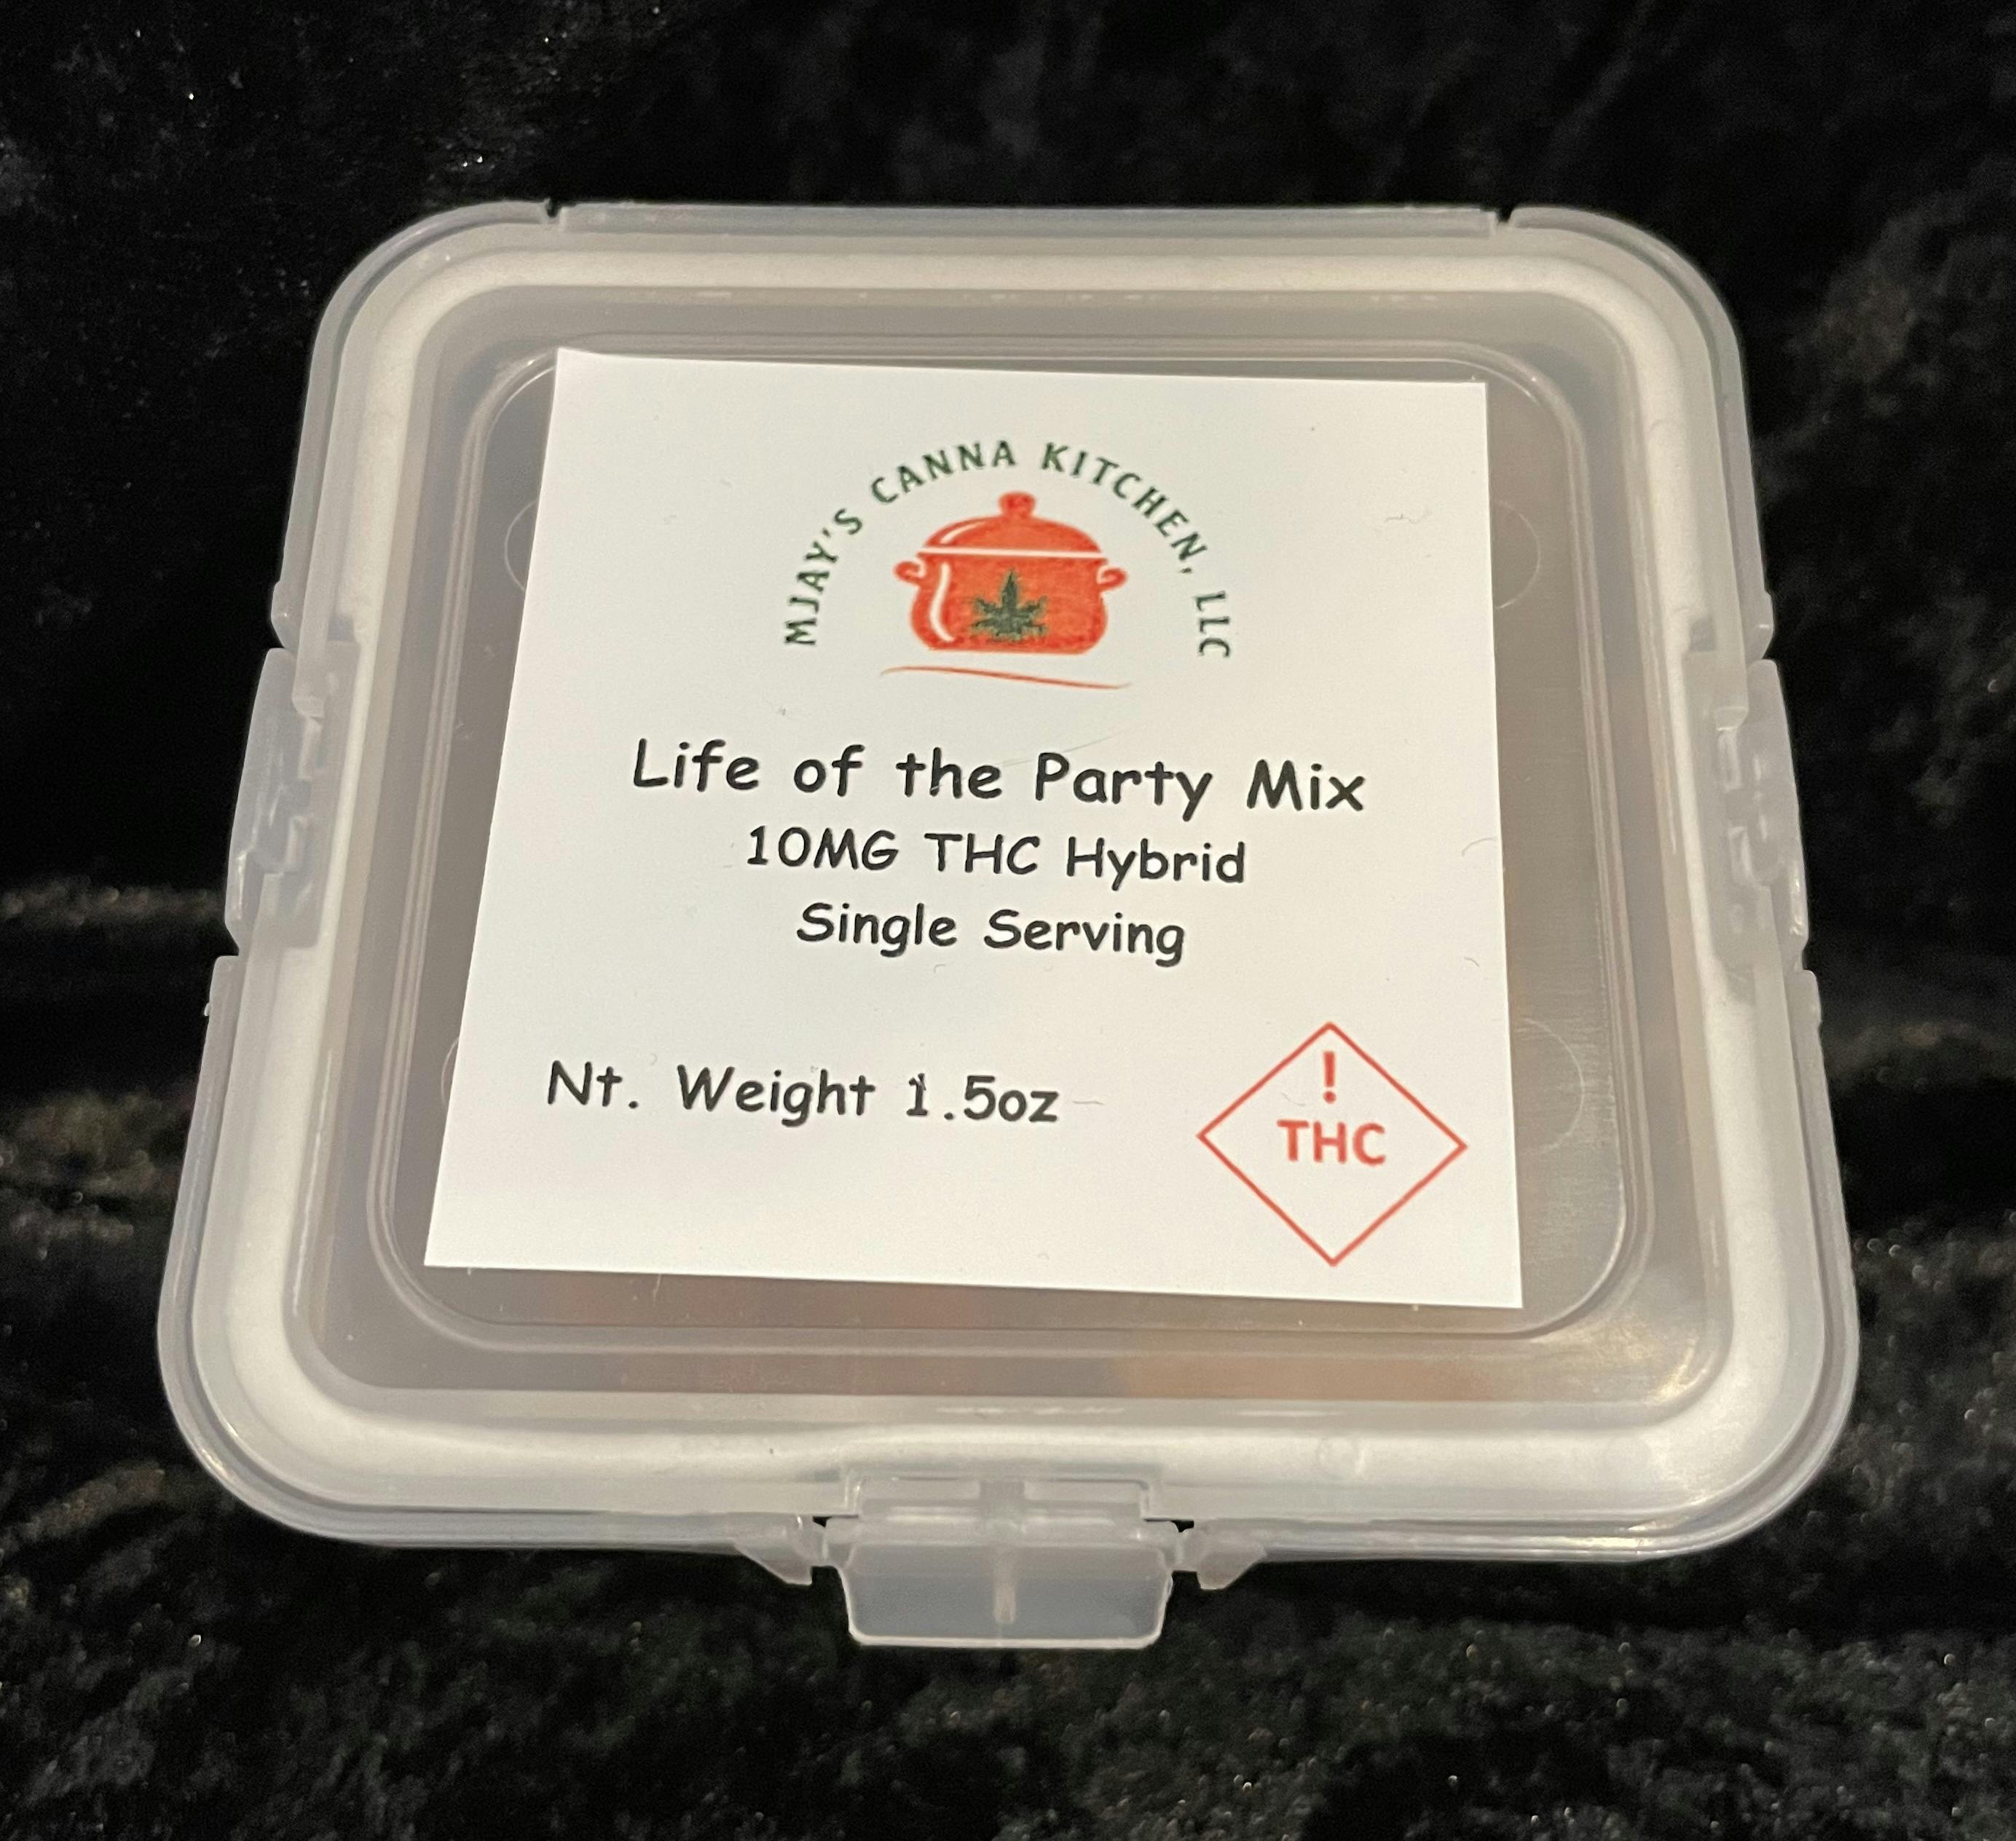 MJAY'S CANNA KITCHEN, LLC
Life of the Party Mix
10MG THC Hybrid
Single Serving
Nt. Weight 1.5oz
!
THC